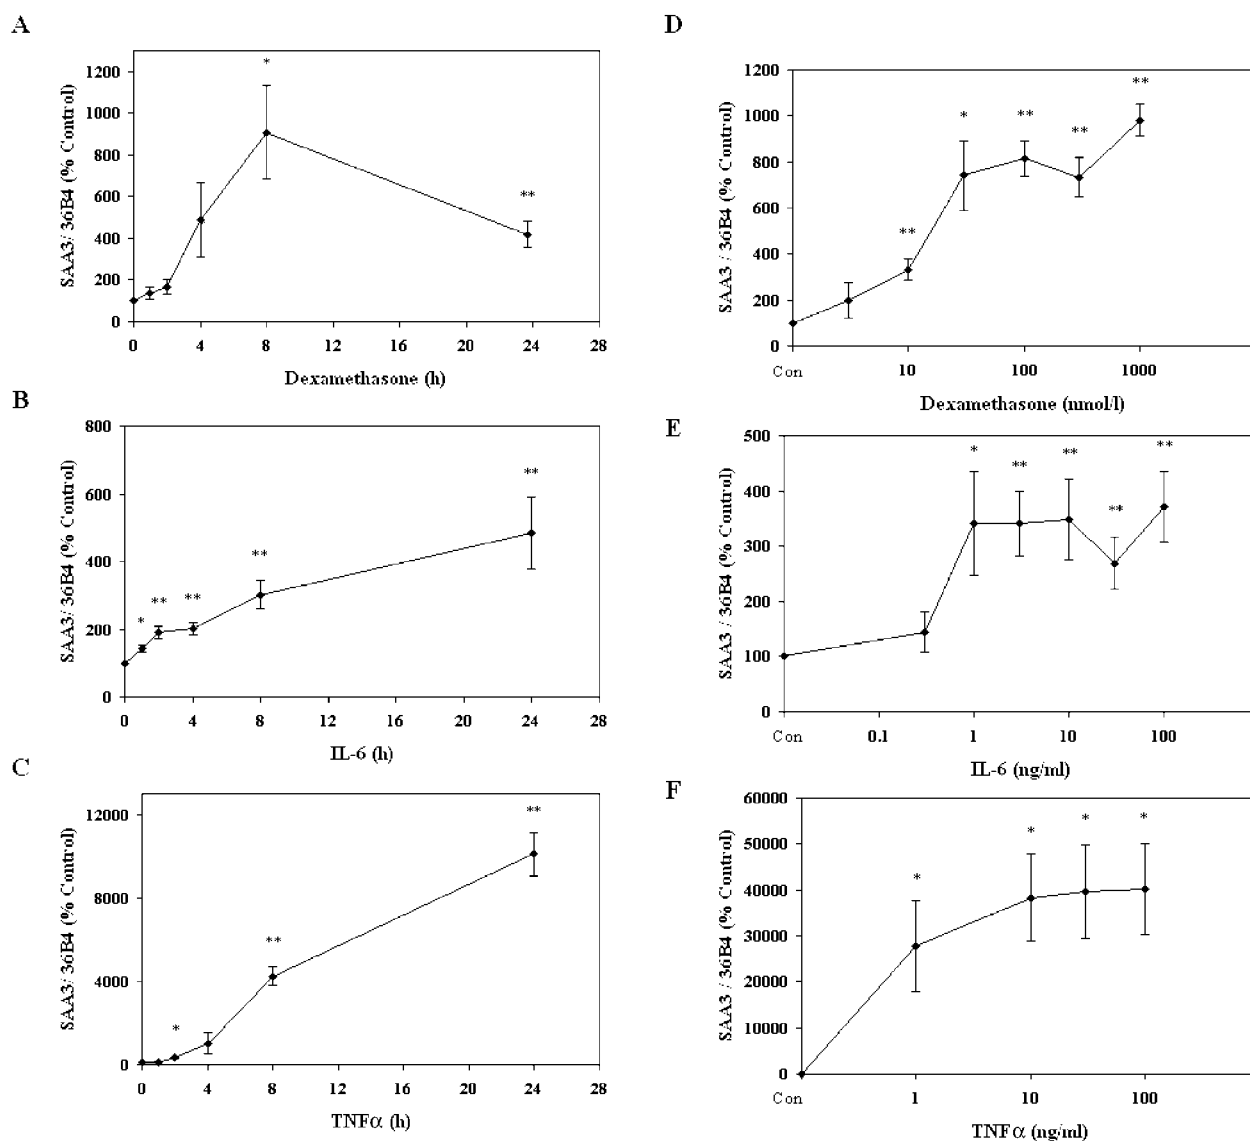 A
SAA3/ 36B4 (% Control)
1200
1000
800
600
400
200
0
*
**
0 4 8 12 16 20 24 28
Dexamethasone (h)
B
SAA3/ 36B4 (% Control)
800
600
400
200
0
* ** ** ** **
0 4 8 12 16 20 24 28
IL-6 (h)
C
SAA3/ 36B4 (% Control)
12000
8000
4000
0
* ** **
0 4 8 12 16 20 24 28
TNFα (h)
D
SAA3 / 36B4 (% Control)
1200
1000
800
600
400
200
0
** * ** ** **
Con 10 100 1000
Dexamethasone (nmol/l)
E
SAA3 / 36B4 (% Control)
500
400
300
200
100
0
* ** ** ** **
Con 0.1 1 10 100
IL-6 (ng/ml)
F
SAA3 / 36B4 (% Control)
60000
50000
40000
30000
20000
10000
0
* * * *
Con 1 10 100
TNFα (ng/ml)